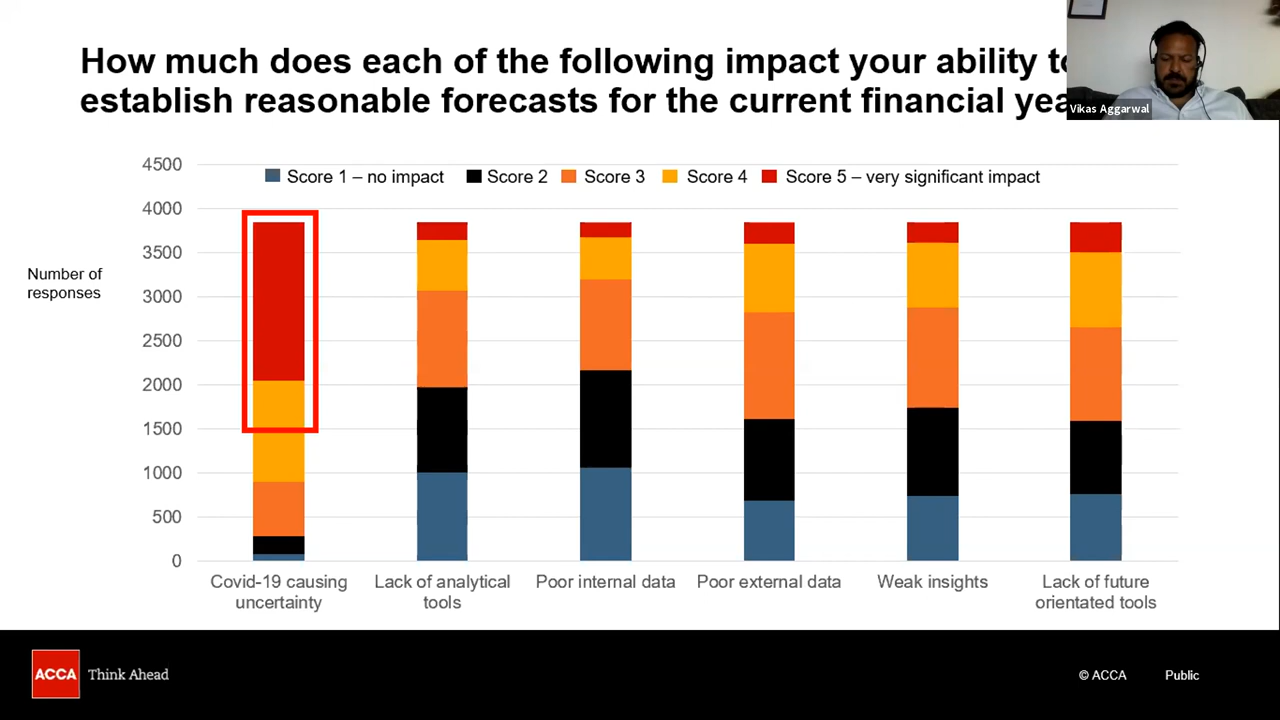 How much does each of the following impact your ability to
establish reasonable forecasts for the current financial yea
Vikas Aggarwal
4500
Score 1 – no impact
Score 2
Score 3
Score 4
Score 5 – very significant impact
4000
3500
Number of
responses
3000
2500
2000
1500
1000
500
0
Covid-19 causing
uncertainty
Lack of analytical
tools
Poor internal data
Poor external data
Weak insights
Lack of future
orientated tools
ACCA
Think Ahead
© ACCA
Public